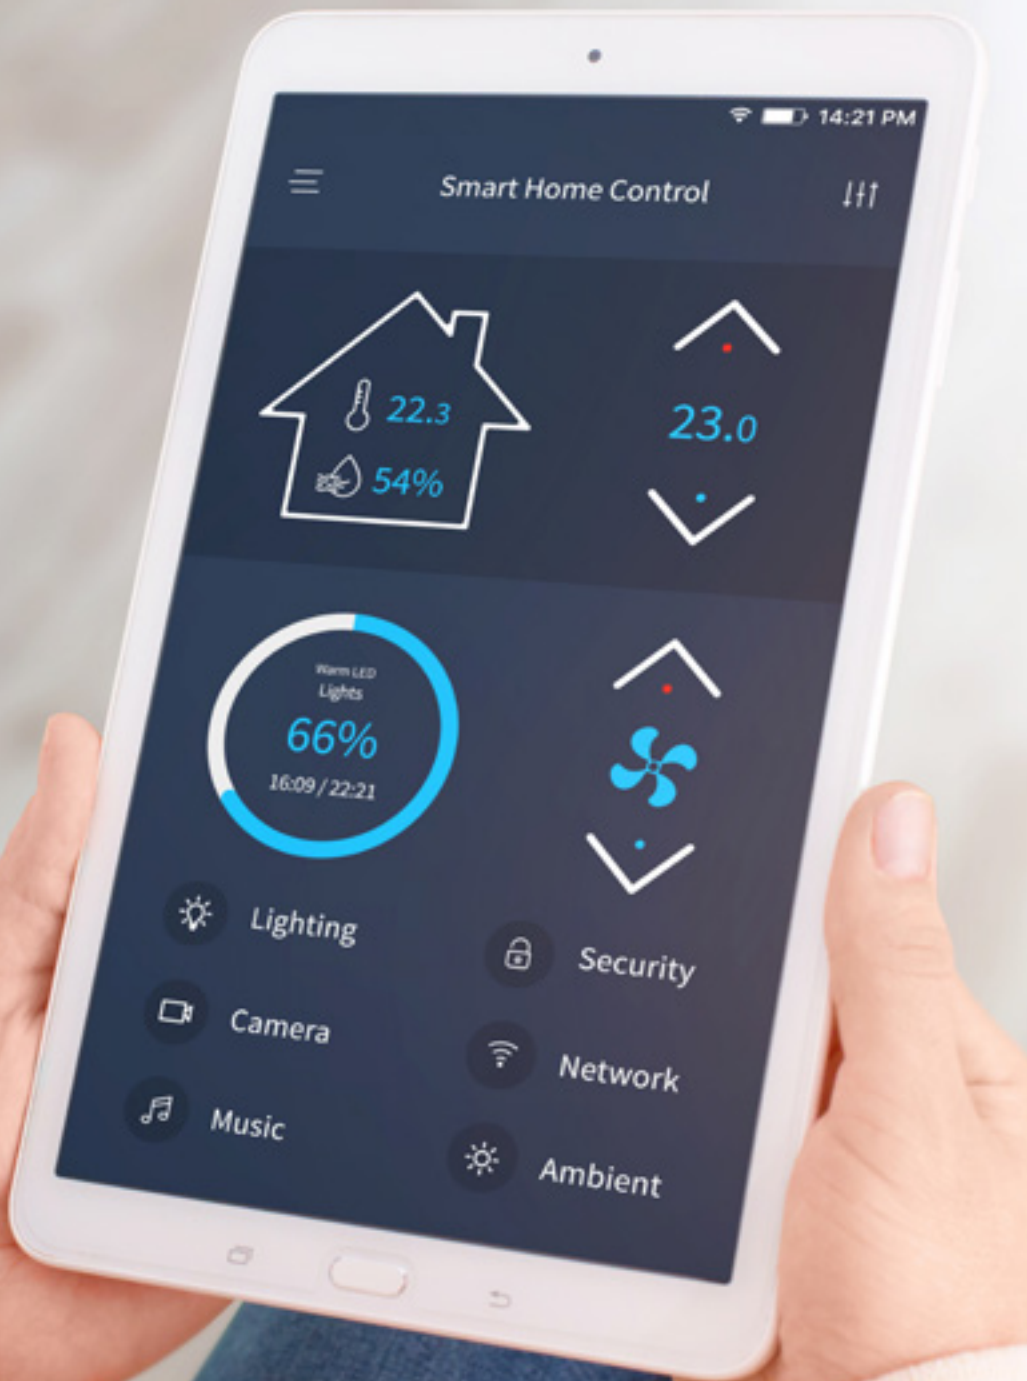 14:21 PM
Smart Home Control
22.3
54%
23.0
Warm LED
Lights
66%
16:09 / 22:21
Lighting
Security
Camera
Network
Music
Ambient